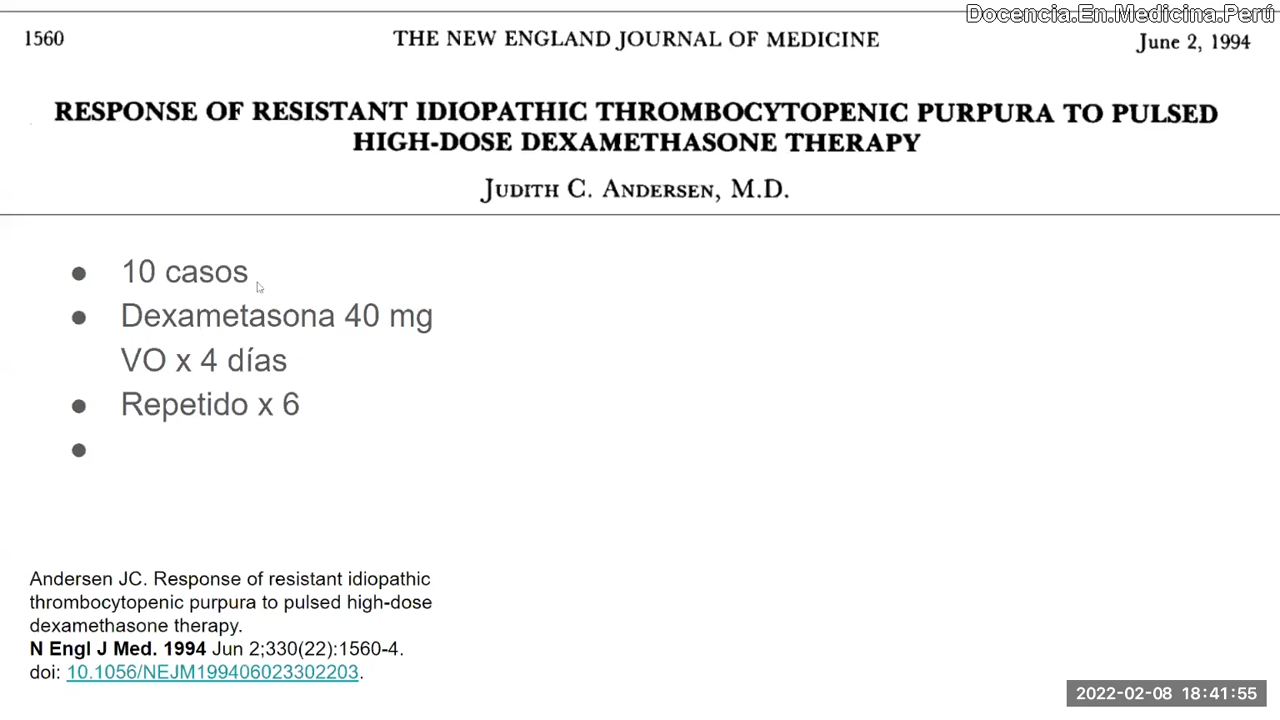 Docencia.En.Medicina.Perú
1560 THE NEW ENGLAND JOURNAL OF MEDICINE June 2, 1994
RESPONSE OF RESISTANT IDIOPATHIC THROMBOCYTOPENIC PURPURA TO PULSED
HIGH-DOSE DEXAMETHASONE THERAPY
JUDITH C. ANDERSEN, M.D.
● 10 casos
● Dexametasona 40 mg
VO x 4 días
● Repetido x 6
●
Andersen JC. Response of resistant idiopathic
thrombocytopenic purpura to pulsed high-dose
dexamethasone therapy.
N Engl J Med. 1994 Jun 2;330(22):1560-4.
doi: 10.1056/NEJM199406023302203.
2022-02-08 18:41:55